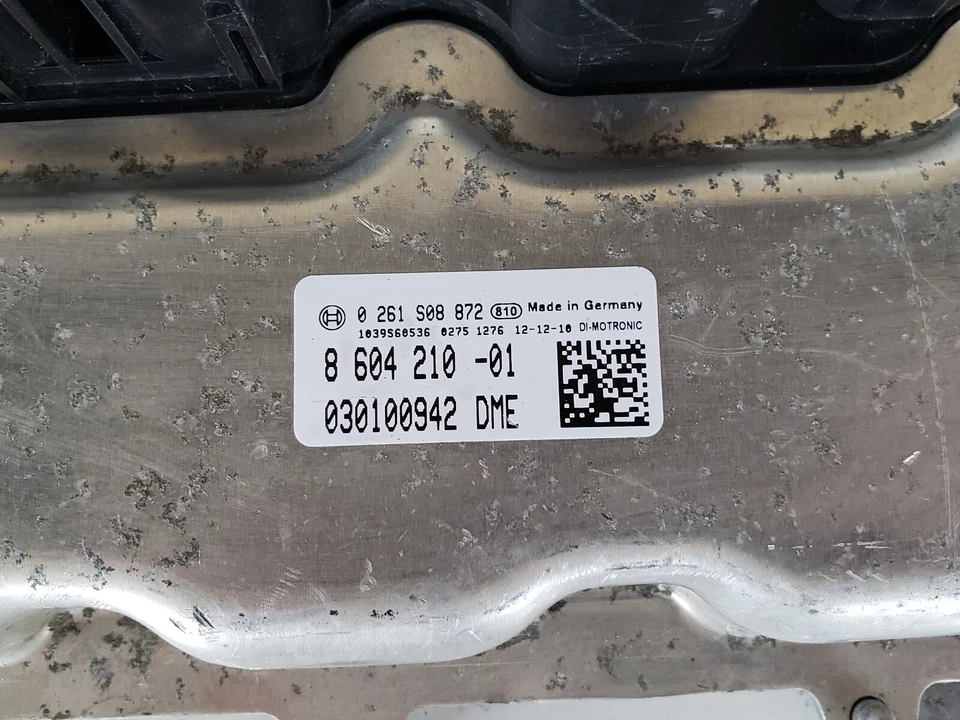 0 261 S08 872 810 Made in Germany
1039S60536 0275 1276 12-12-10 DI-MOTRONIC
8 604 210 -01
030100942 DME